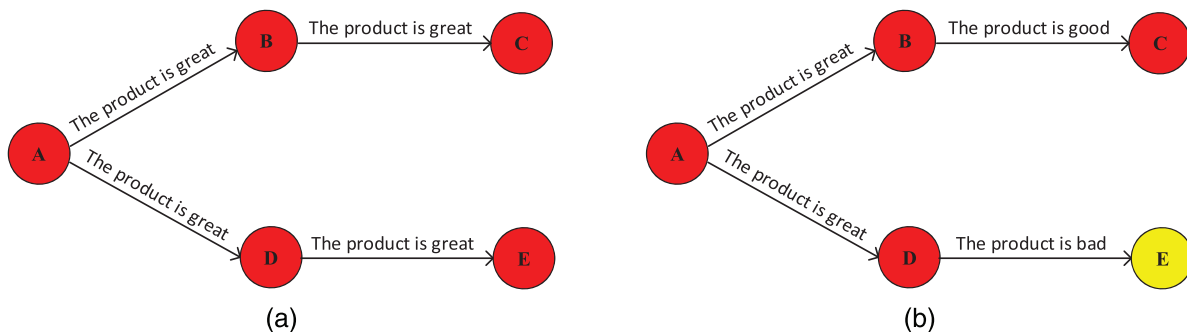 B
The product is great
C
The product is great
A
The product is great
D
The product is great
E
(a)
B
The product is good
C
The product is great
A
The product is great
D
The product is bad
E
(b)